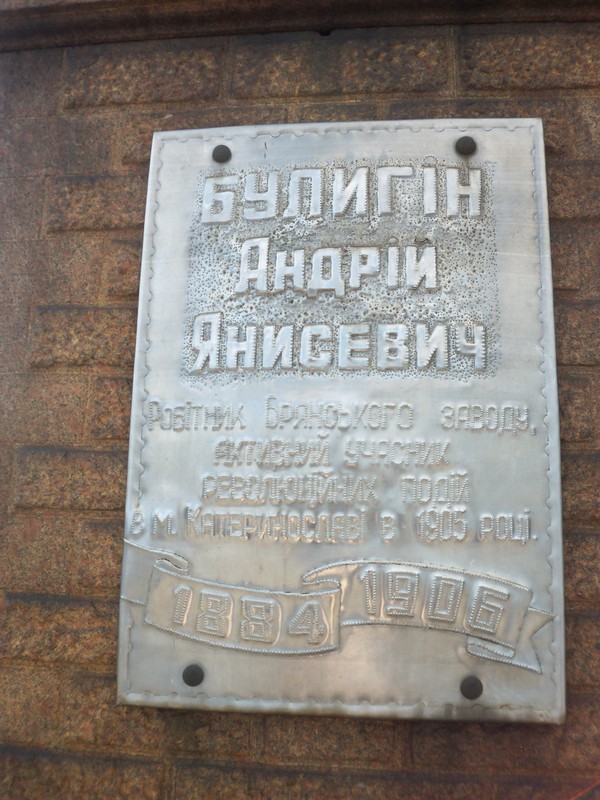 БУЛИГІН
АНДРІЙ
ЯНИСЕВИЧ
РОБІТНИК БРЯНСЬКОГО ЗАВОДУ,
АКТИВНИЙ УЧАСНИК
РЕВОЛЮЦІЙНИХ ПОДІЙ
В М. КАТЕРИНОСЛАВІ В 1905 РОЦІ.
1884 1906